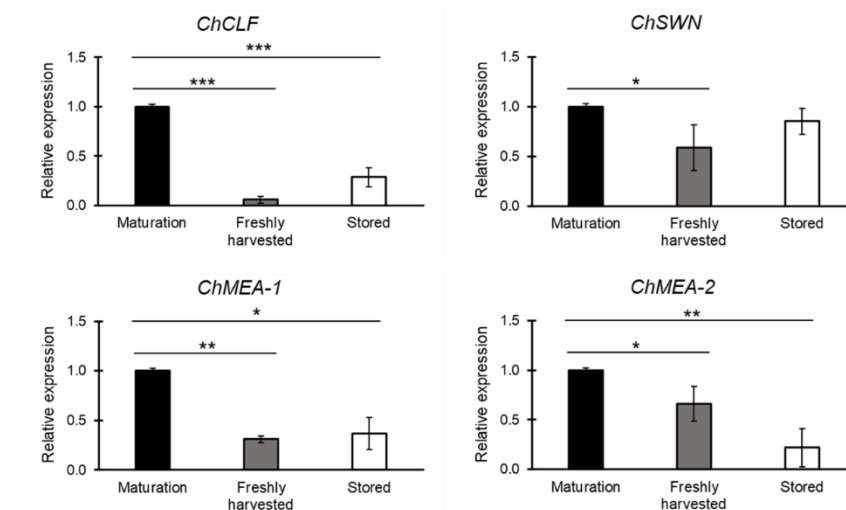 ChCLF
***
***
Relative expression
1.5
1.0
0.5
0.0
Maturation
Freshly
harvested
Stored
ChSWN
*
Relative expression
1.5
1.0
0.5
0.0
Maturation
Freshly
harvested
Stored
ChMEA-1
*
**
Relative expression
1.5
1.0
0.5
0.0
Maturation
Freshly
harvested
Stored
ChMEA-2
**
*
Relative expression
1.5
1.0
0.5
0.0
Maturation
Freshly
harvested
Stored